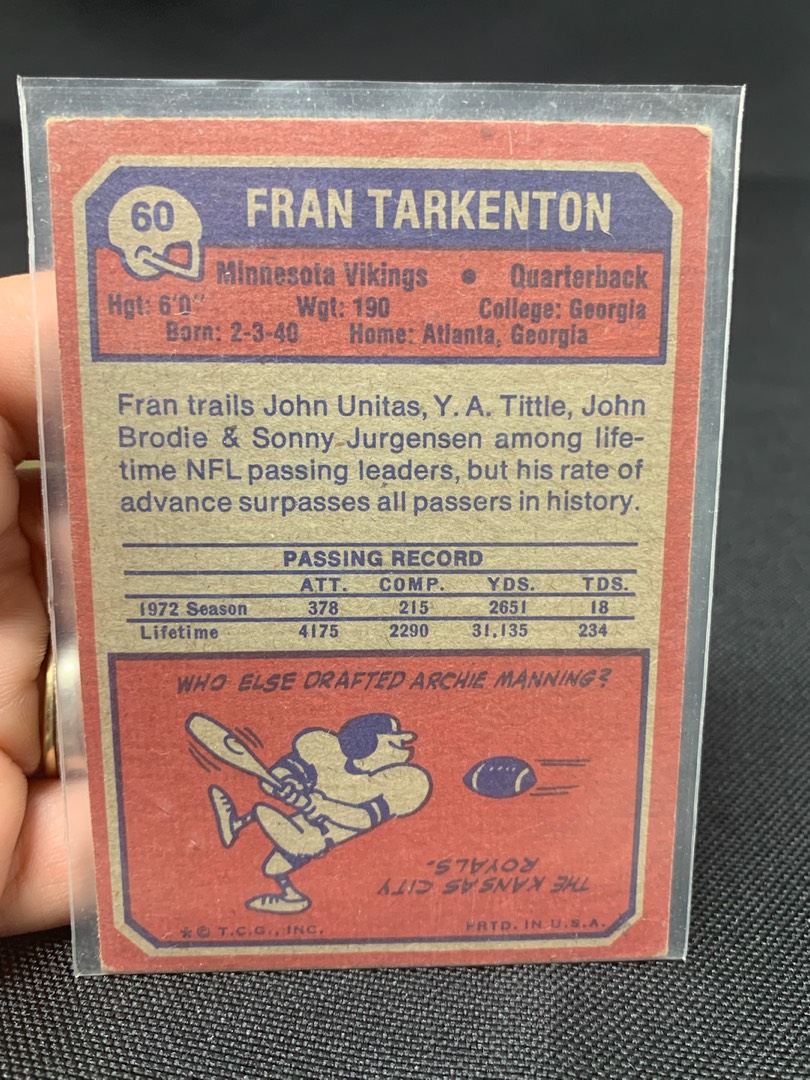 60
FRAN TARKENTON
Minnesota Vikings • Quarterback
Hgt: 6'0" Wgt: 190 College: Georgia
Born: 2-3-40 Home: Atlanta, Georgia
Fran trails John Unitas, Y. A. Tittle, John
Brodie & Sonny Jurgensen among life-
time NFL passing leaders, but his rate of
advance surpasses all passers in history.
PASSING RECORD
ATT. COMP. YDS. TDS.
1972 Season 378 215 2651 18
Lifetime 4175 2290 31,135 234
WHO ELSE DRAFTED ARCHIE MANNING?
THE KANSAS CITY
ROYALS.
*© T.C.G., INC. PRTD. IN U.S.A.